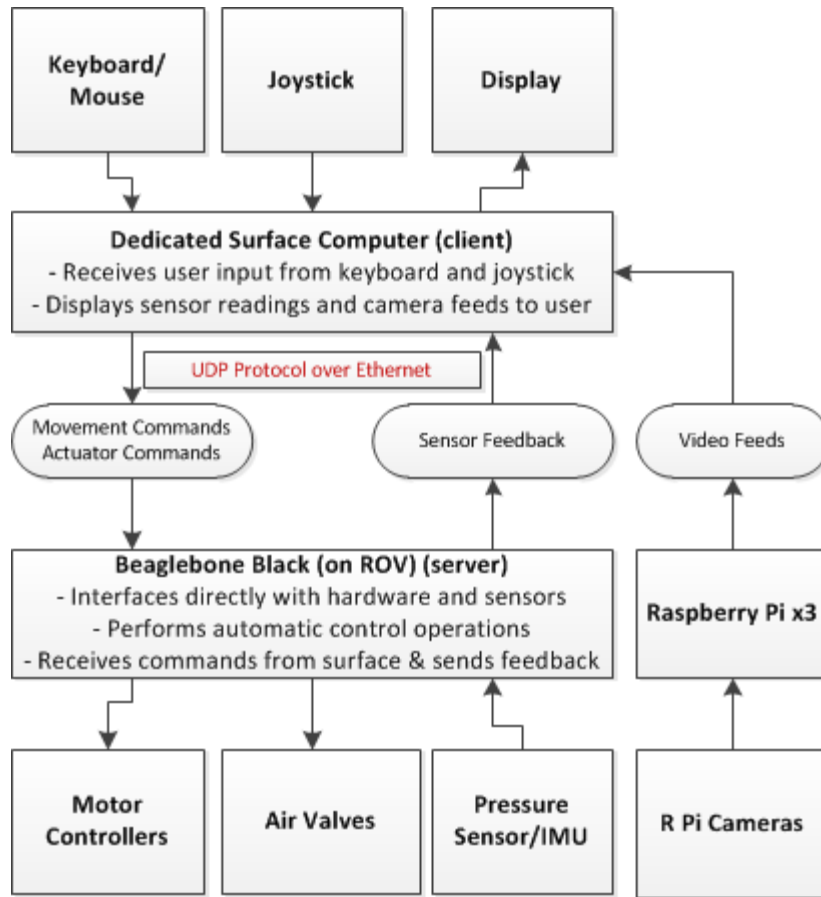 Keyboard/
Mouse
Joystick
Display
Dedicated Surface Computer (client)
- Receives user input from keyboard and joystick
- Displays sensor readings and camera feeds to user
UDP Protocol over Ethernet
Movement Commands
Actuator Commands
Sensor Feedback
Video Feeds
Beaglebone Black (on ROV) (server)
- Interfaces directly with hardware and sensors
- Performs automatic control operations
- Receives commands from surface & sends feedback
Raspberry Pi x3
Motor
Controllers
Air Valves
Pressure
Sensor/IMU
R Pi Cameras